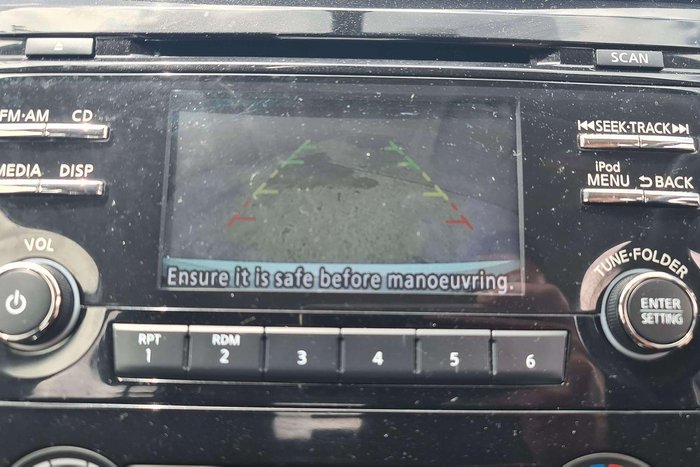 SCAN
FM·AM CD
SEEK·TRACK
MEDIA DISP
iPod
MENU BACK
VOL
TUNE·FOLDER
Ensure it is safe before manoeuvring.
ENTER
SETTING
RPT RDM
1 2 3 4 5 6